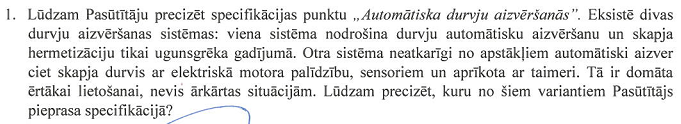 1. Lūdzam Pasūtītāju precizēt specifikācijas punktu „Automātiska durvju aizvēršanās”. Eksistē divas
durvju aizvēršanas sistēmas: viena sistēma nodrošina durvju automātisku aizvēršanu un skapja
hermetizāciju tikai ugunsgrēka gadījumā. Otra sistēma neatkarīgi no apstākļiem automātiski aizver
ciet skapja durvis ar elektriskā motora palīdzību, sensoriem un aprīkota ar taimeri. Tā ir domāta
ērtākai lietošanai, nevis ārkārtas situācijām. Lūdzam precizēt, kuru no šiem variantiem Pasūtītājs
pieprasa specifikācijā?